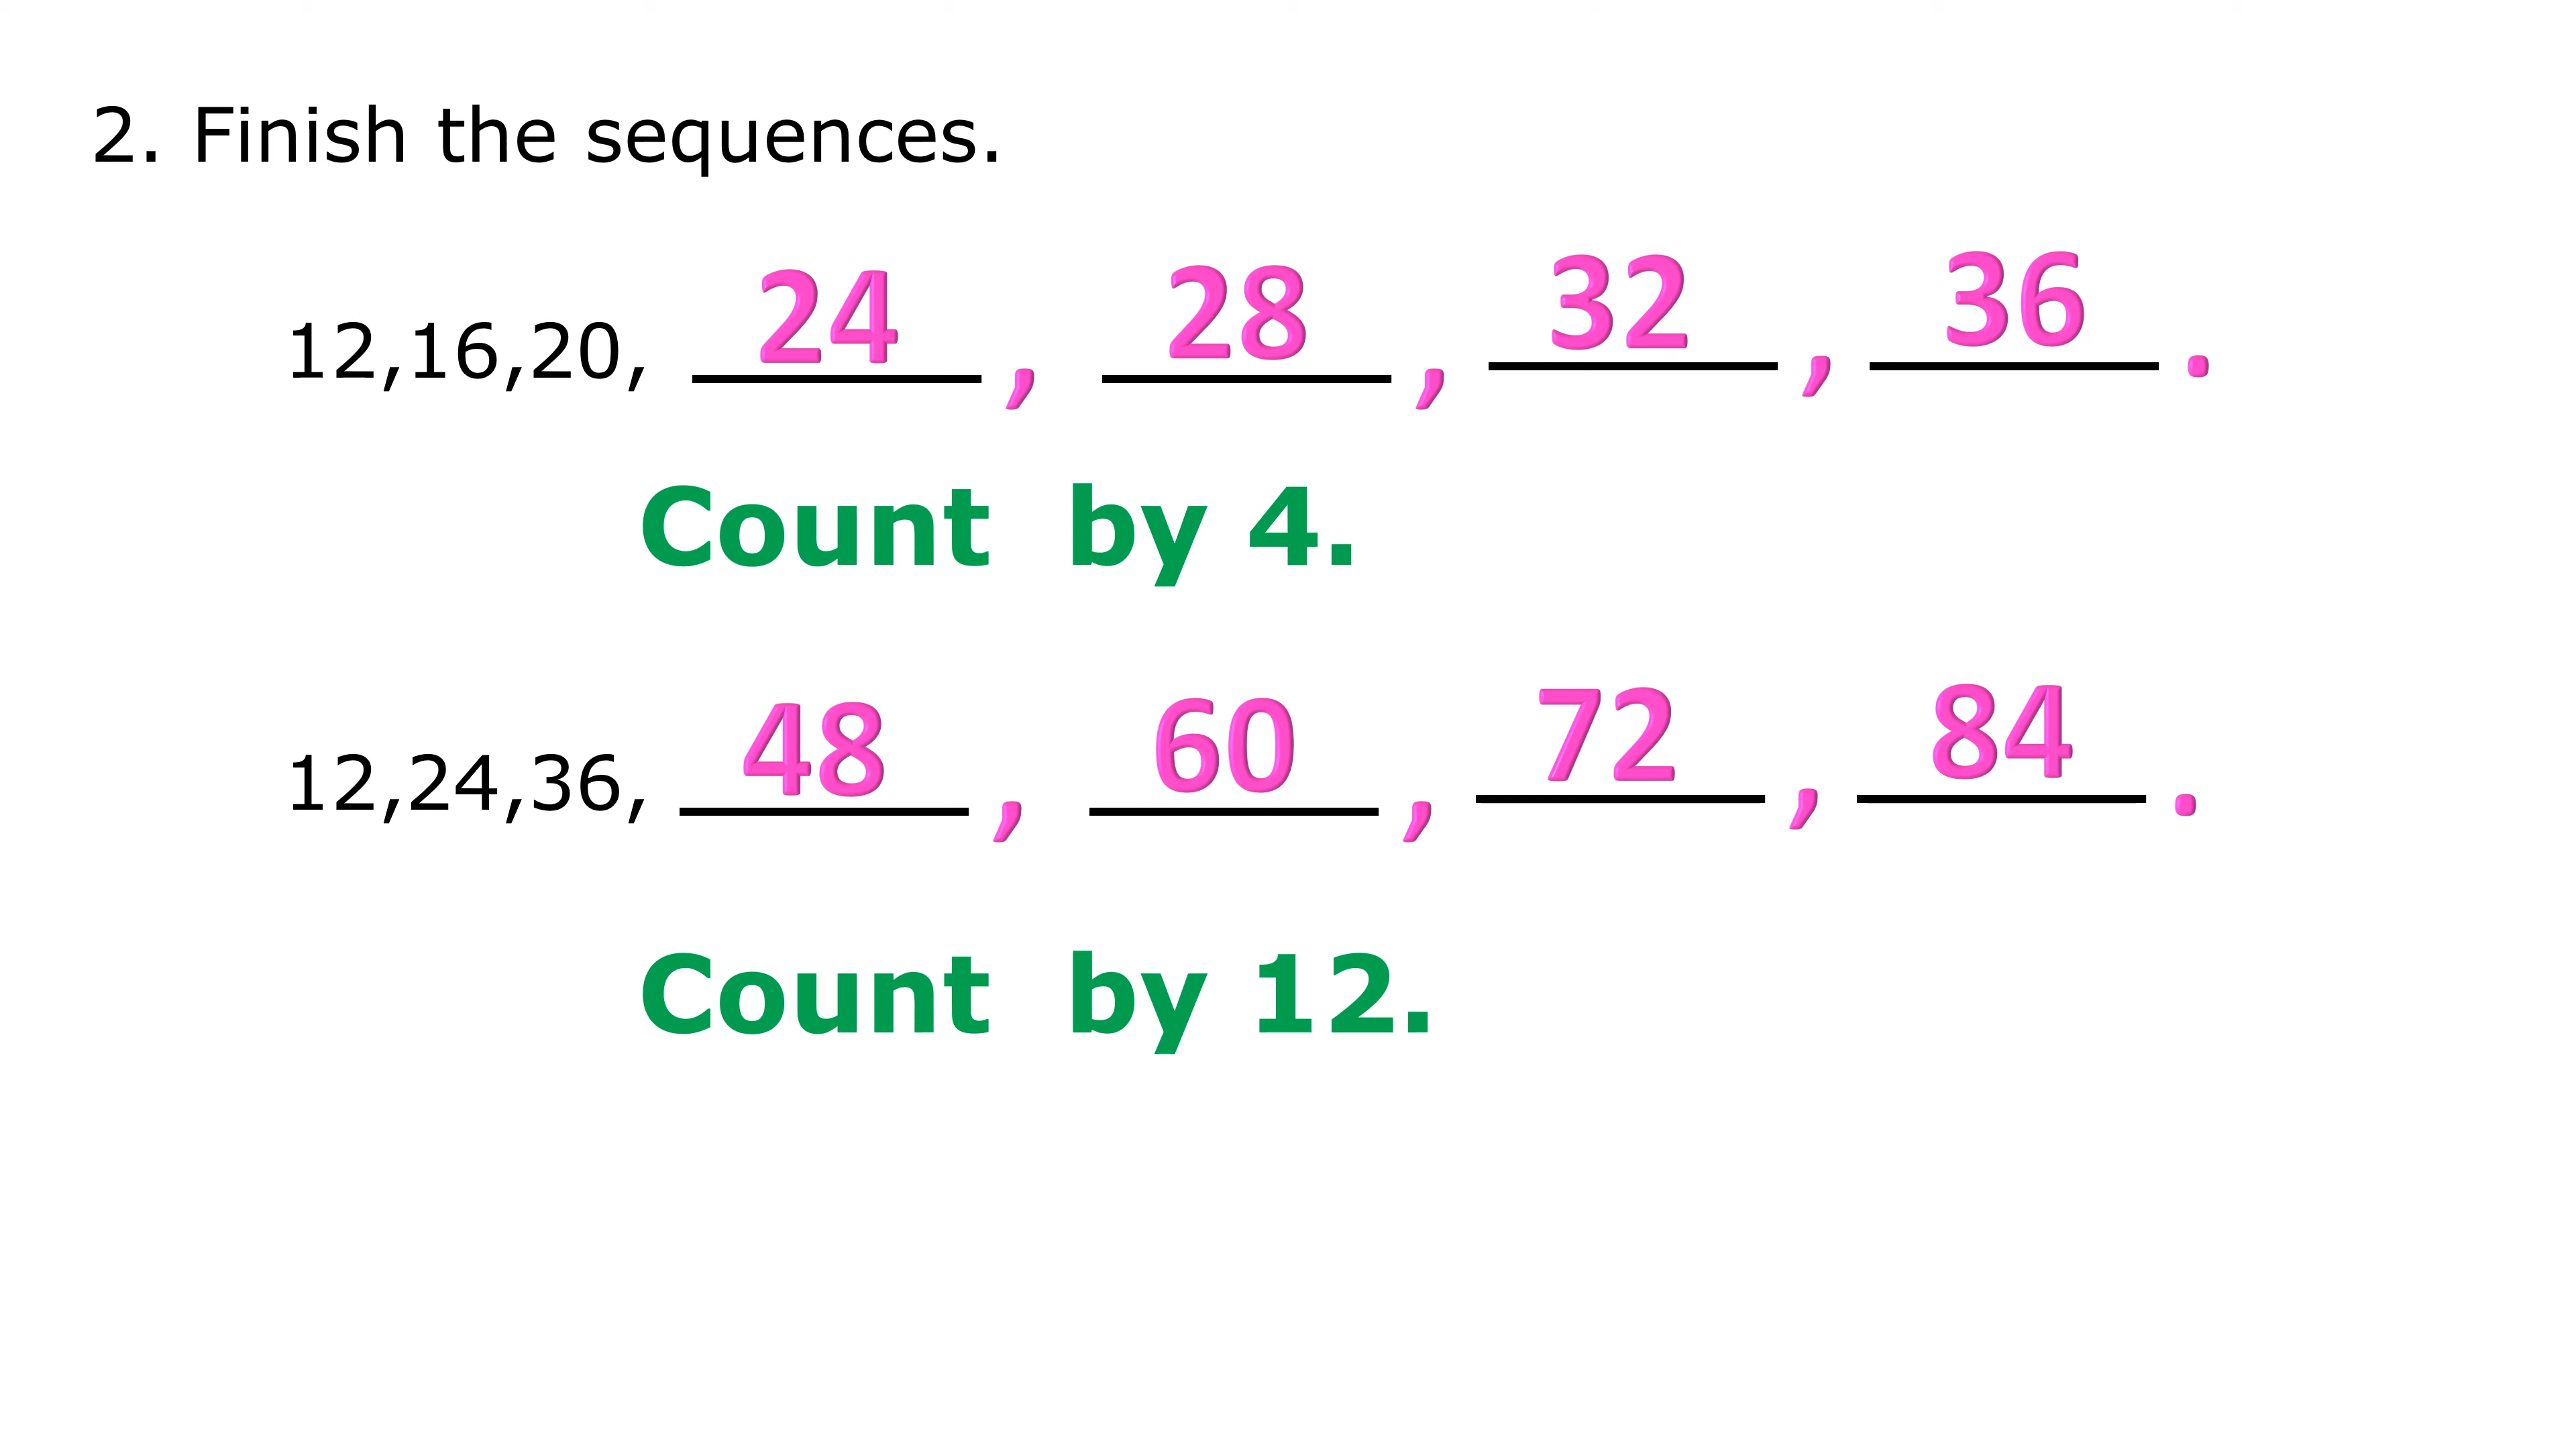 2. Finish the sequences.
12,16,20, 24 , 28 , 32 , 36 .
Count by 4.
12,24,36, 48 , 60 , 72 , 84 .
Count by 12.